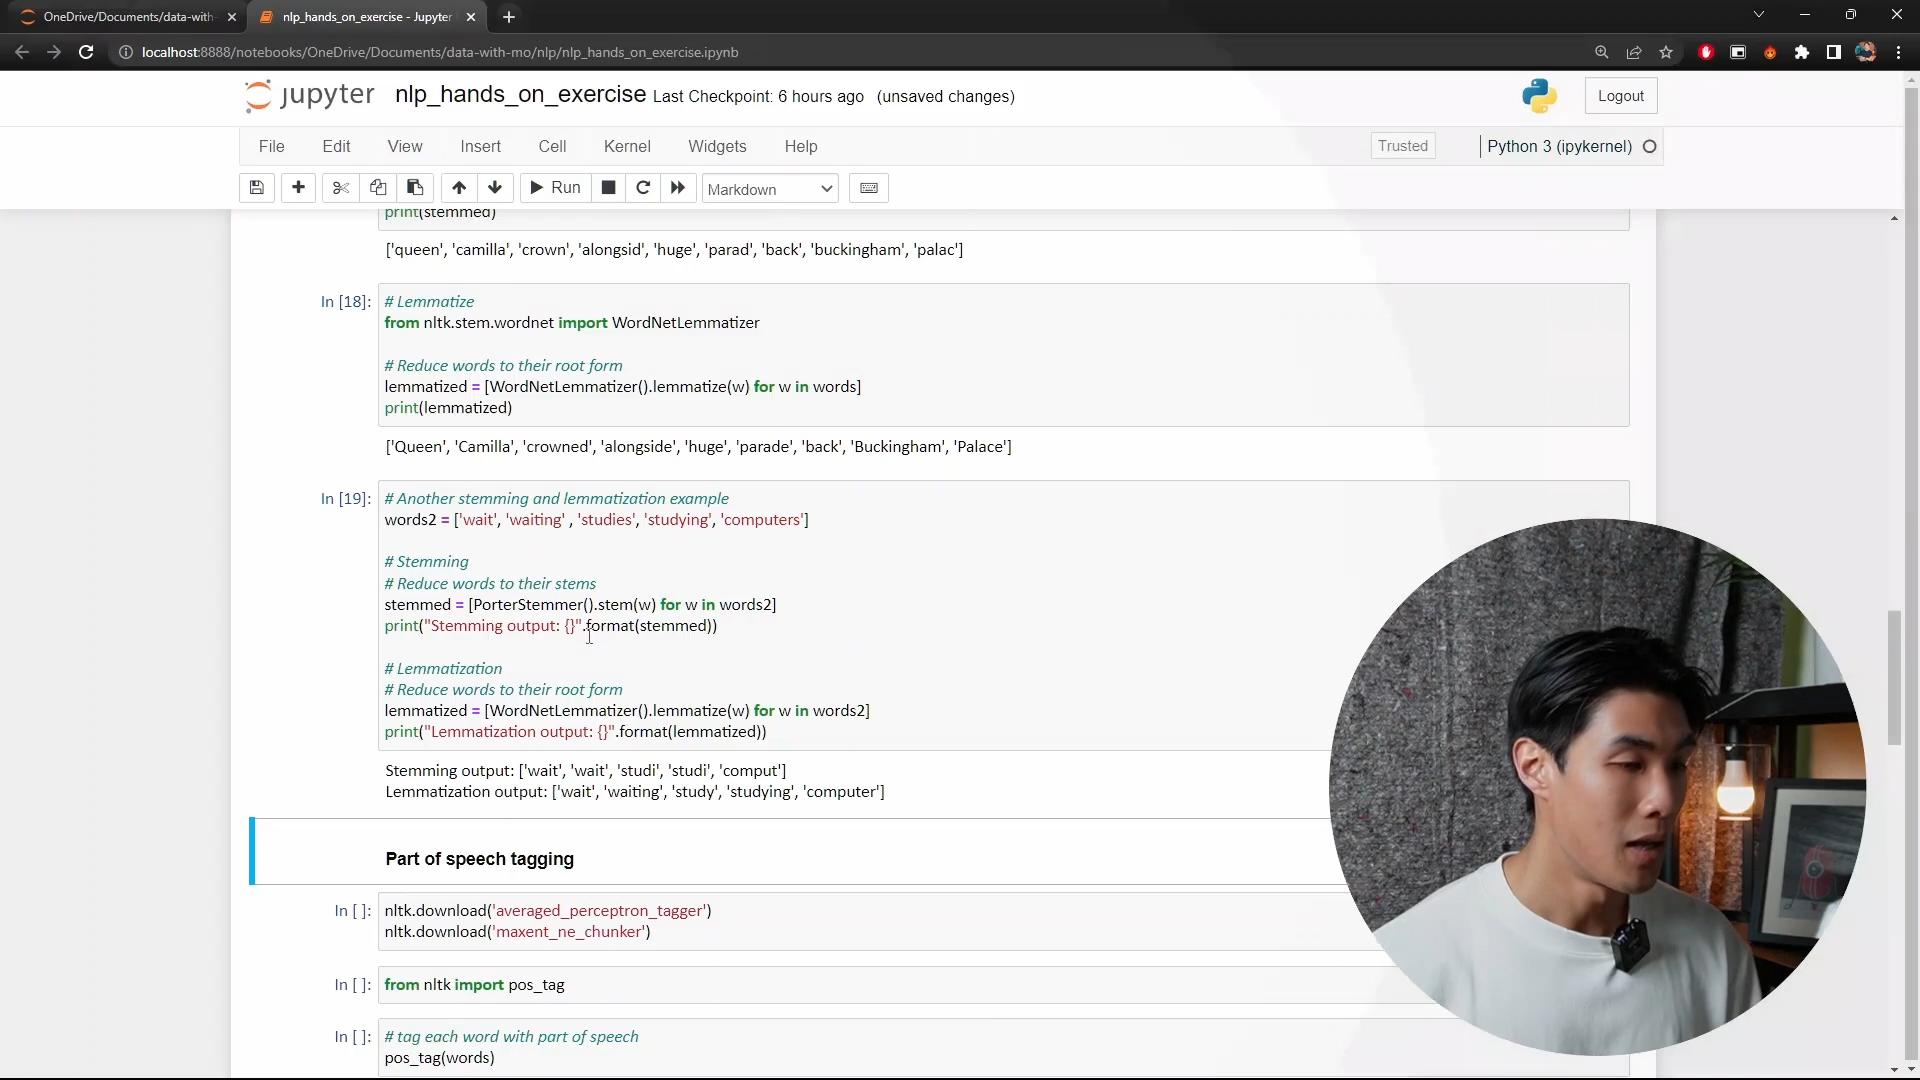 OneDrive/Documents/data-with-
nlp_hands_on_exercise - Jupyter
localhost:8888/notebooks/OneDrive/Documents/data-with-mo/nlp/nlp_hands_on_exercise.ipynb
jupyter nlp_hands_on_exercise Last Checkpoint: 6 hours ago (unsaved changes)
Logout
File Edit View Insert Cell Kernel Widgets Help
Trusted
Python 3 (ipykernel)
Run
Markdown
print(stemmed)
['queen', 'camilla', 'crown', 'alongsid', 'huge', 'parad', 'back', 'buckingham', 'palac']
In [18]: # Lemmatize
from nltk.stem.wordnet import WordNetLemmatizer
# Reduce words to their root form
lemmatized = [WordNetLemmatizer().lemmatize(w) for w in words]
print(lemmatized)
['Queen', 'Camilla', 'crowned', 'alongside', 'huge', 'parade', 'back', 'Buckingham', 'Palace']
In [19]: # Another stemming and lemmatization example
words2 = ['wait', 'waiting' , 'studies', 'studying', 'computers']
# Stemming
# Reduce words to their stems
stemmed = [PorterStemmer().stem(w) for w in words2]
print("Stemming output: {}".format(stemmed))
# Lemmatization
# Reduce words to their root form
lemmatized = [WordNetLemmatizer().lemmatize(w) for w in words2]
print("Lemmatization output: {}".format(lemmatized))
Stemming output: ['wait', 'wait', 'studi', 'studi', 'comput']
Lemmatization output: ['wait', 'waiting', 'study', 'studying', 'computer']
Part of speech tagging
In [ ]: nltk.download('averaged_perceptron_tagger')
nltk.download('maxent_ne_chunker')
In [ ]: from nltk import pos_tag
In [ ]: # tag each word with part of speech
pos_tag(words)